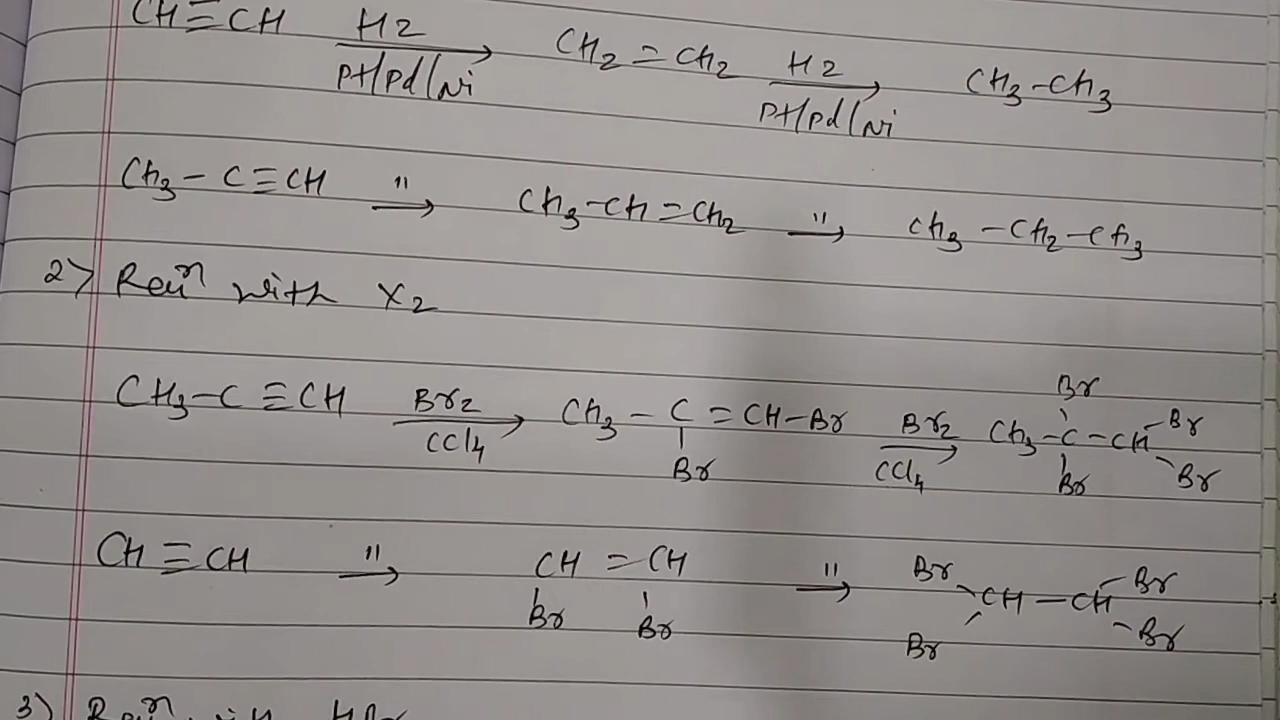 CH≡CH H2 Pt/Pd/Ni → CH2=CH2 H2 Pt/Pd/Ni → CH3-CH3
CH3-C≡CH " → CH3-CH=CH2 " → CH3-CH2-CH3
2> Rxn with X2
CH3-C≡CH Br2 CCl4 → CH3-C=CH-Br Br2 CCl4 → CH3-C-CH
Br
Br
Br
Br
Br
CH≡CH " → CH=CH " → CH-CH
Br Br
Br
Br
Br
Br
3)